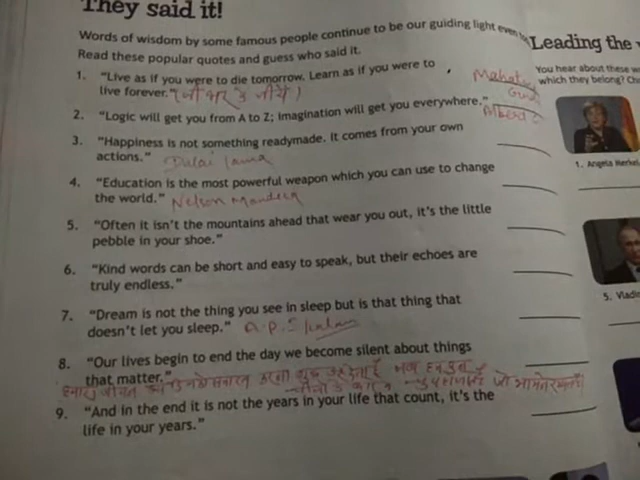 They said it!
Words of wisdom by some famous people continue to be our guiding light even
Read these popular quotes and guess who said it.
1. "Live as if you were to die tomorrow. Learn as if you were to
live forever."
2. "Logic will get you from A to Z; imagination will get you everywhere."
Albert
3. "Happiness is not something readymade. It comes from your own
actions." Dalai lama
4. "Education is the most powerful weapon which you can use to change
the world." Nelson Mandela
5. "Often it isn't the mountains ahead that wear you out, it's the little
pebble in your shoe."
6. "Kind words can be short and easy to speak, but their echoes are
truly endless."
7. "Dream is not the thing you see in sleep but is that thing that
doesn't let you sleep." A.P.J Kalam
8. "Our lives begin to end the day we become silent about things
that matter."
9. "And in the end it is not the years in your life that count, it's the
life in your years."
Leading the
You hear about these
which they belong?
1. Angela Merkel
5. Vladi